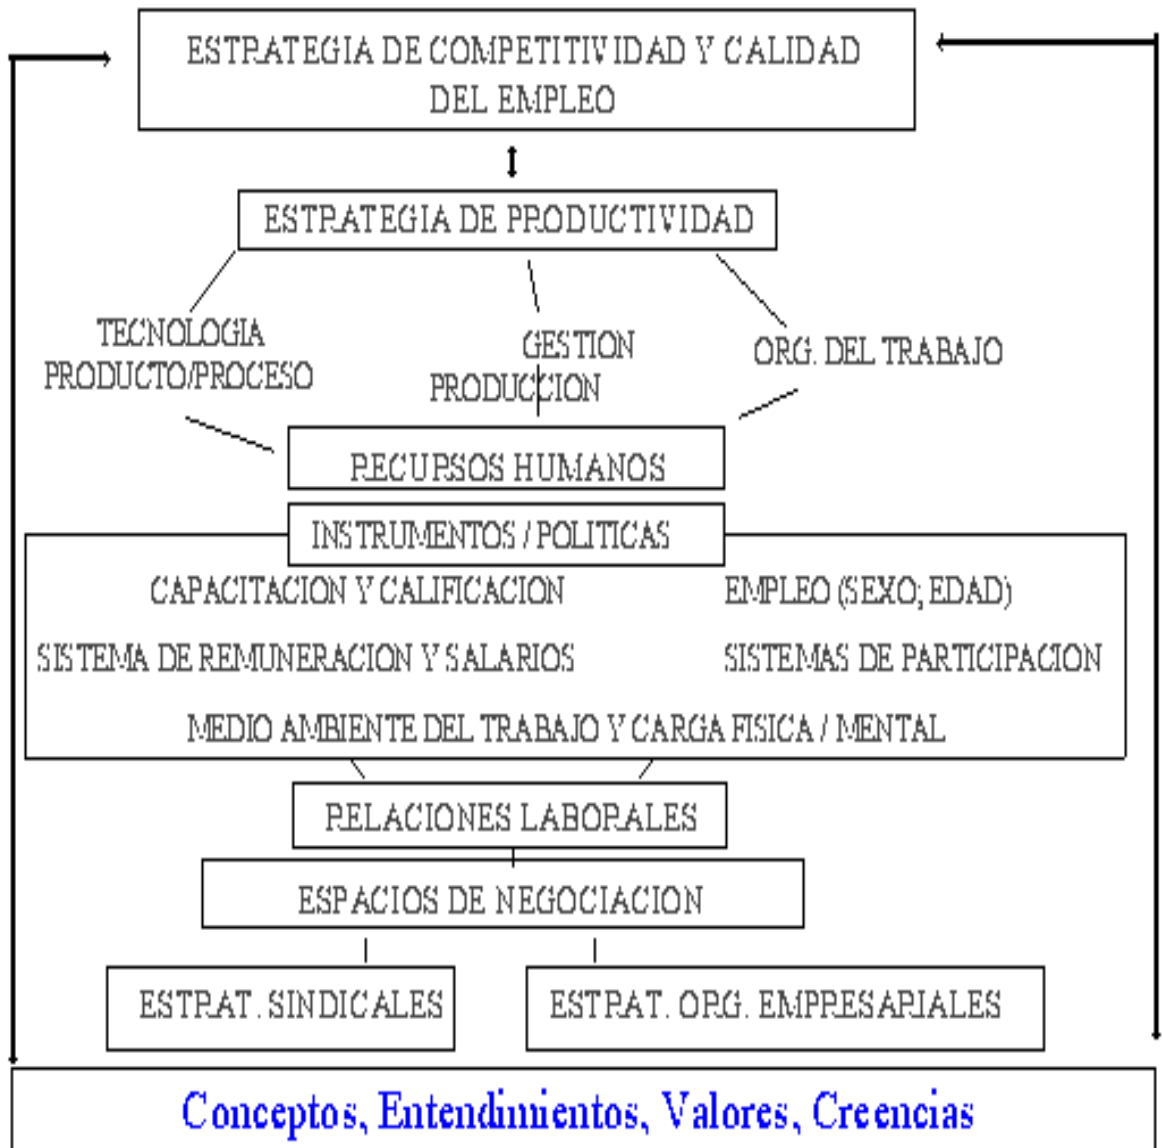 ESTRATEGIA DE COMPETITIVIDAD Y CALIDAD
DEL EMPLEO
ESTRATEGIA DE PRODUCTIVIDAD
TECNOLOGIA
PRODUCTO/PROCESO
GESTION
PRODUCCION
ORG. DEL TRABAJO
RECURSOS HUMANOS
INSTRUMENTOS / POLITICAS
CAPACITACION Y CALIFICACION
EMPLEO (SEXO; EDAD)
SISTEMA DE REMUNERACION Y SALARIOS
SISTEMAS DE PARTICIPACION
MEDIO AMBIENTE DEL TRABAJO Y CARGA FISICA / MENTAL
RELACIONES LABORALES
ESPACIOS DE NEGOCIACION
ESTRAT. SINDICALES
ESTRAT. ORG. EMPRESARIALES
Conceptos, Entendimientos, Valores, Creencias